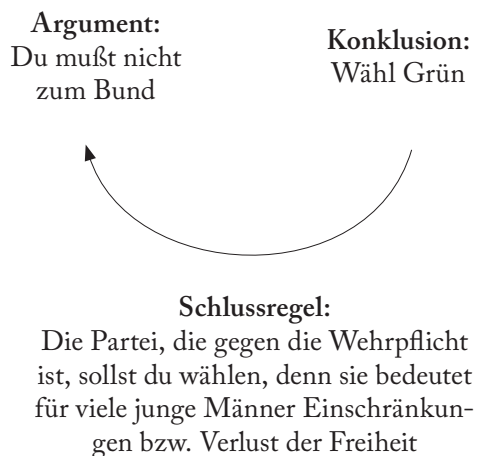 Argument:
Du mußt nicht
zum Bund
Konklusion:
Wähl Grün
Schlussregel:
Die Partei, die gegen die Wehrpflicht
ist, sollst du wählen, denn sie bedeutet
für viele junge Männer Einschränkun-
gen bzw. Verlust der Freiheit